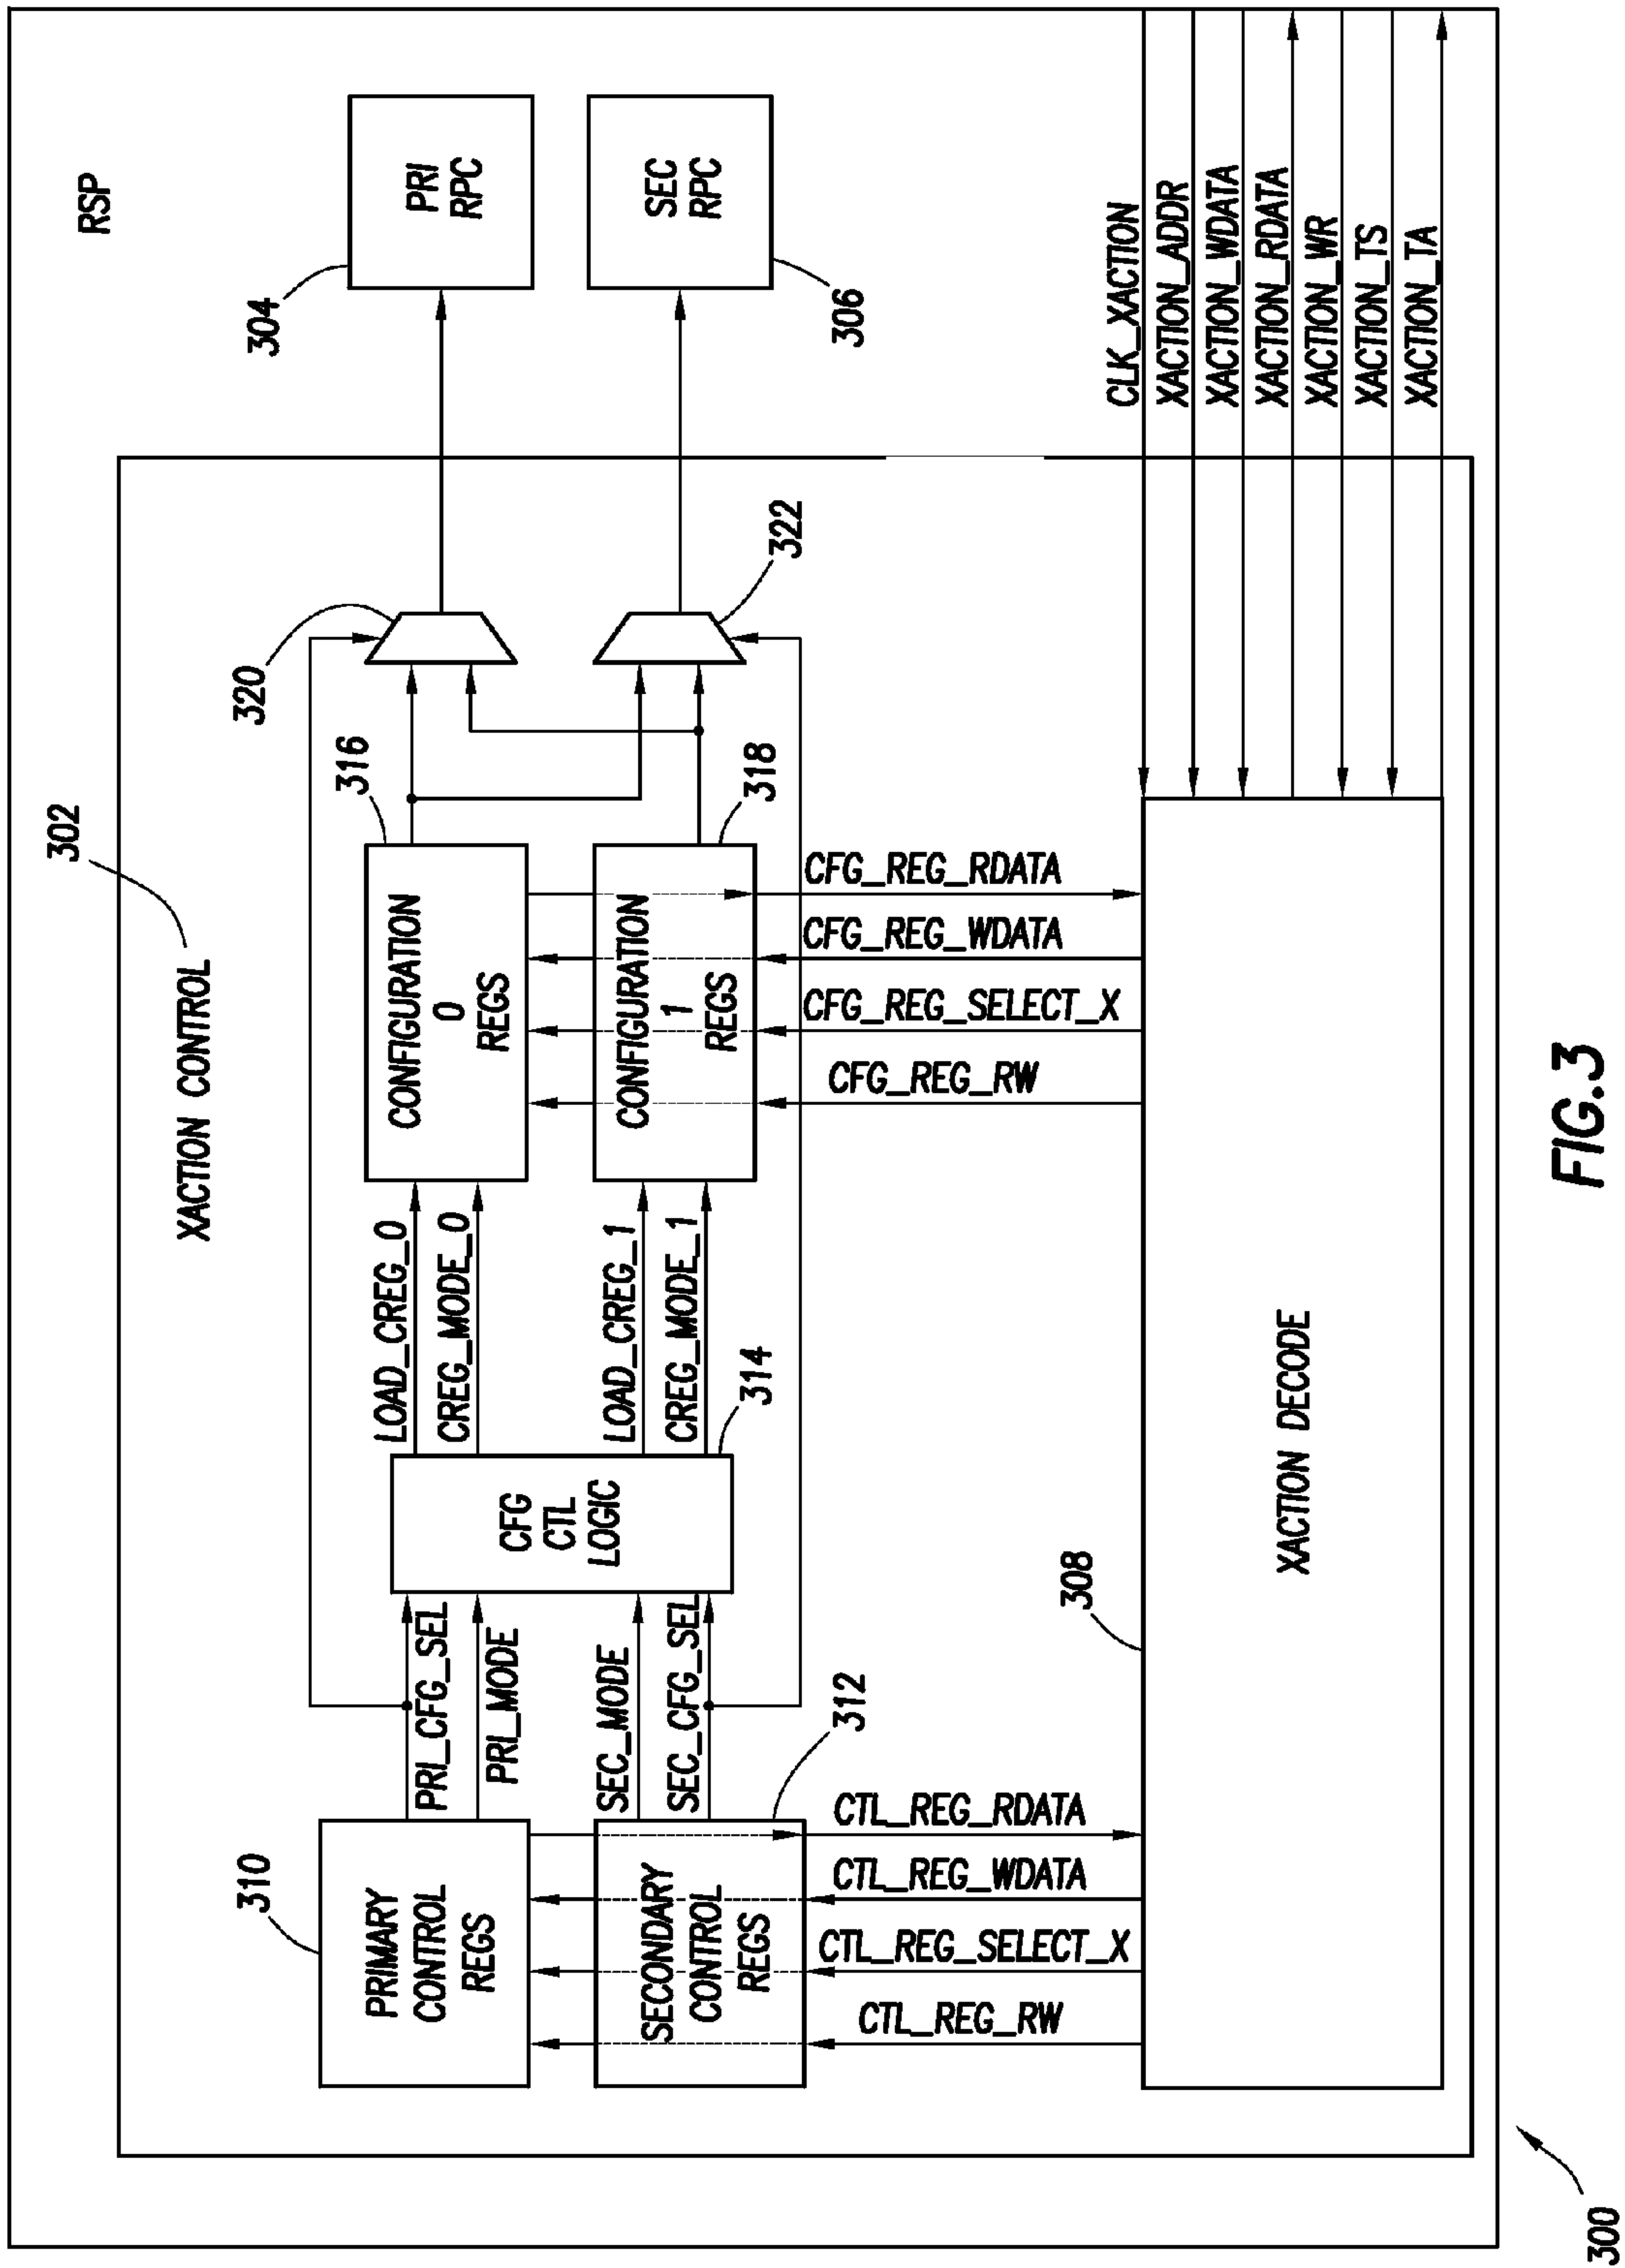 RSP
302
XACTION CONTROL
310
PRIMARY
CONTROL
REGS
PRI_CFG_SEL
PRI_MODE
SEC_MODE
SEC_CFG_SEL
312
SECONDARY
CONTROL
REGS
CFG
CTL
LOGIC
314
LOAD_CREG_0
CREG_MODE_0
LOAD_CREG_1
CREG_MODE_1
316
CONFIGURATION
0
REGS
318
CONFIGURATION
1
REGS
320
322
304
PRI
RPC
SEC
RPC
306
CTL_REG_RDATA
CTL_REG_WDATA
CTL_REG_SELECT_X
CTL_REG_RW
CFG_REG_RDATA
CFG_REG_WDATA
CFG_REG_SELECT_X
CFG_REG_RW
308
XACTION DECODE
CLK_XACTION
XACTION_ADDR
XACTION_WDATA
XACTION_RDATA
XACTION_WR
XACTION_TS
XACTION_TA
300
FIG.3